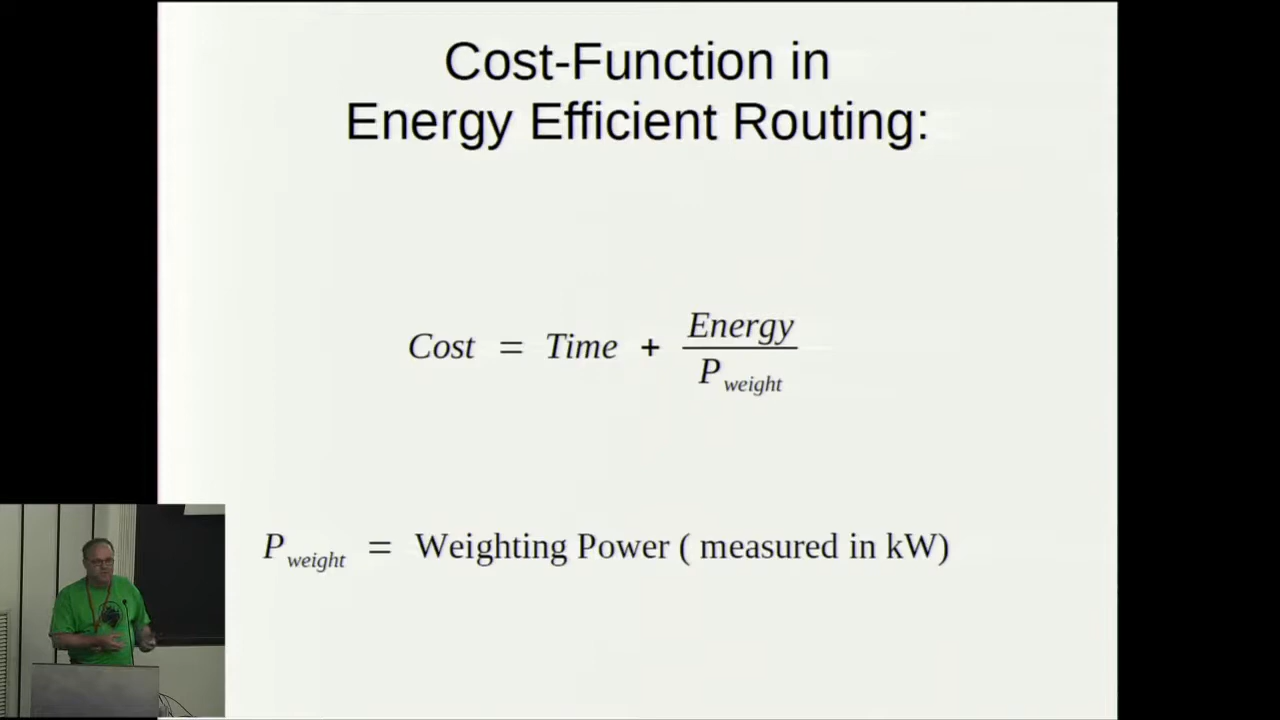 Cost-Function in
Energy Efficient Routing:
Cost = Time + Energy / P weight
P weight = Weighting Power ( measured in kW)